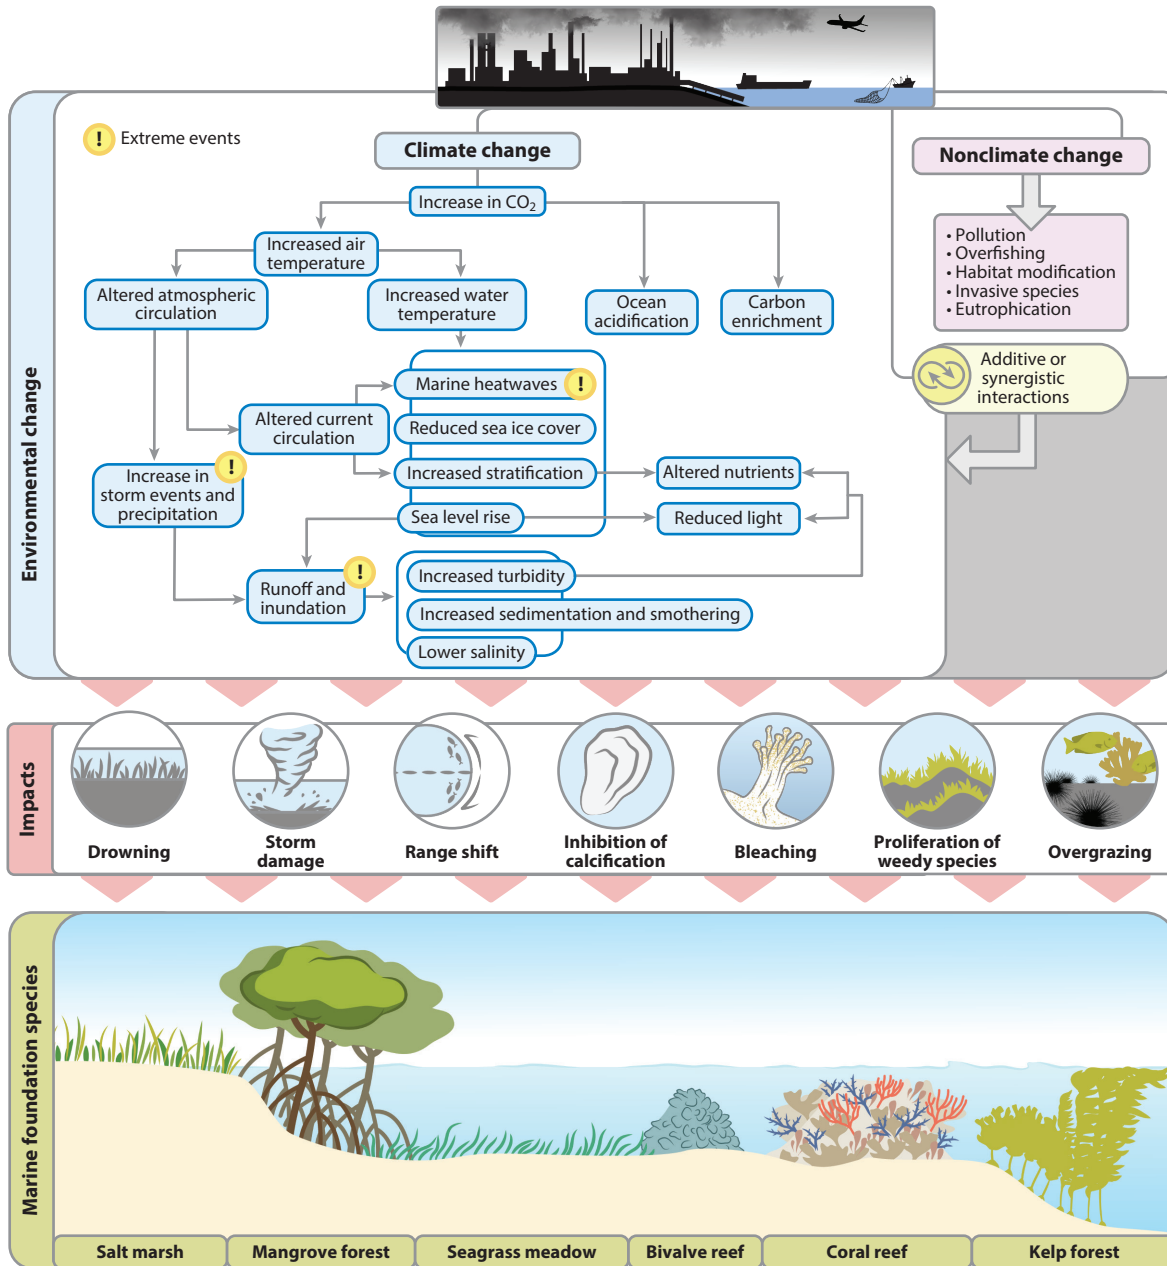 ! Extreme events
Climate change
Nonclimate change
Increase in CO₂
• Pollution
• Overfishing
• Habitat modification
• Invasive species
• Eutrophication
Increased air
temperature
Altered atmospheric
circulation
Increased water
temperature
Ocean
acidification
Carbon
enrichment
Additive or
synergistic
interactions
Marine heatwaves !
Altered current
circulation
Reduced sea ice cover
Increase in !
storm events and
precipitation
Increased stratification
Altered nutrients
Sea level rise
Reduced light
Runoff and !
inundation
Increased turbidity
Increased sedimentation and smothering
Lower salinity
Environmental change
Impacts
Drowning
Storm
damage
Range shift
Inhibition of
calcification
Bleaching
Proliferation of
weedy species
Overgrazing
Marine foundation species
Salt marsh
Mangrove forest
Seagrass meadow
Bivalve reef
Coral reef
Kelp forest